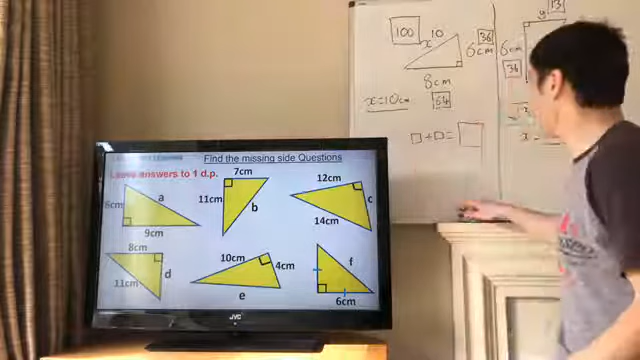 100
10
x
6cm
36
8cm
64
x=10cm
□+□=□
y
13
6cm
36
x=
Find the missing side Questions
Leave answers to 1 d.p.
a
9cm
7cm
11cm
b
12cm
c
14cm
8cm
d
11cm
10cm
4cm
e
f
6cm
JVC